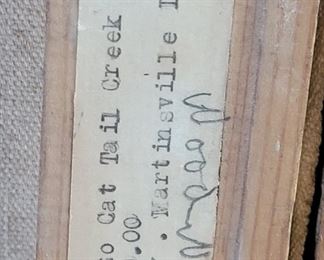 o Cat Tail Creek
.00
. Martinsville I